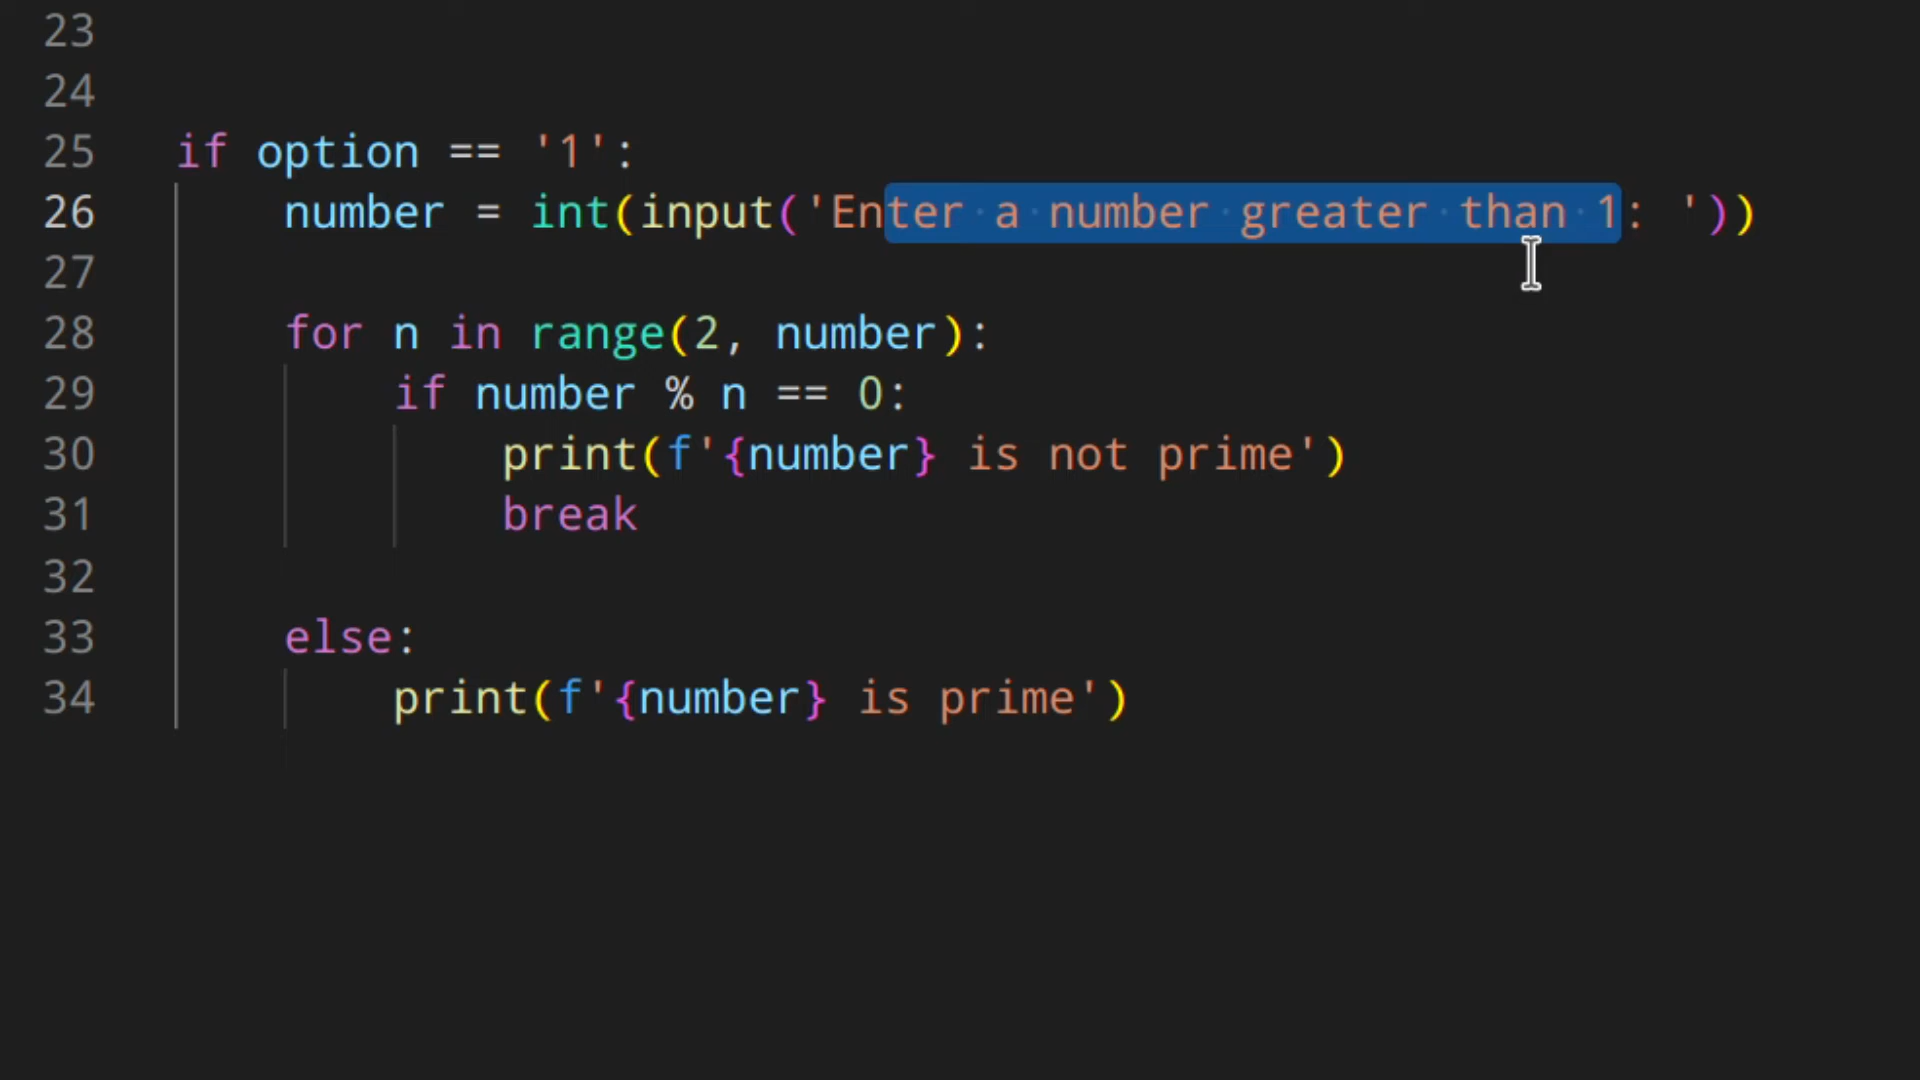 23
24
25 if option == '1':
26     number = int(input('Enter a number greater than 1: '))
27
28     for n in range(2, number):
29         if number % n == 0:
30             print(f'{number} is not prime')
31             break
32
33     else:
34         print(f'{number} is prime')